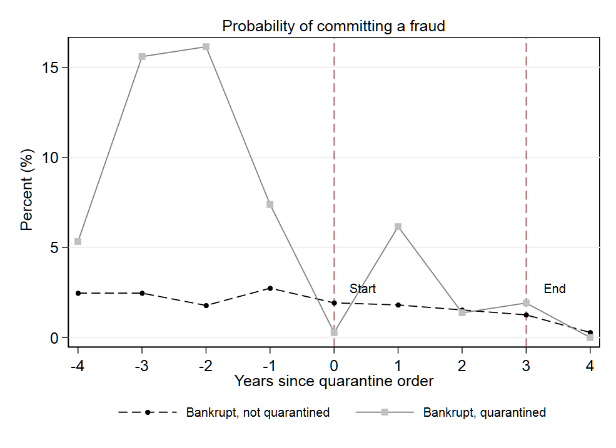 Probability of committing a fraud
Percent (%)
15
10
5
0
Start
End
-4 -3 -2 -1 0 1 2 3 4
Years since quarantine order
Bankrupt, not quarantined
Bankrupt, quarantined